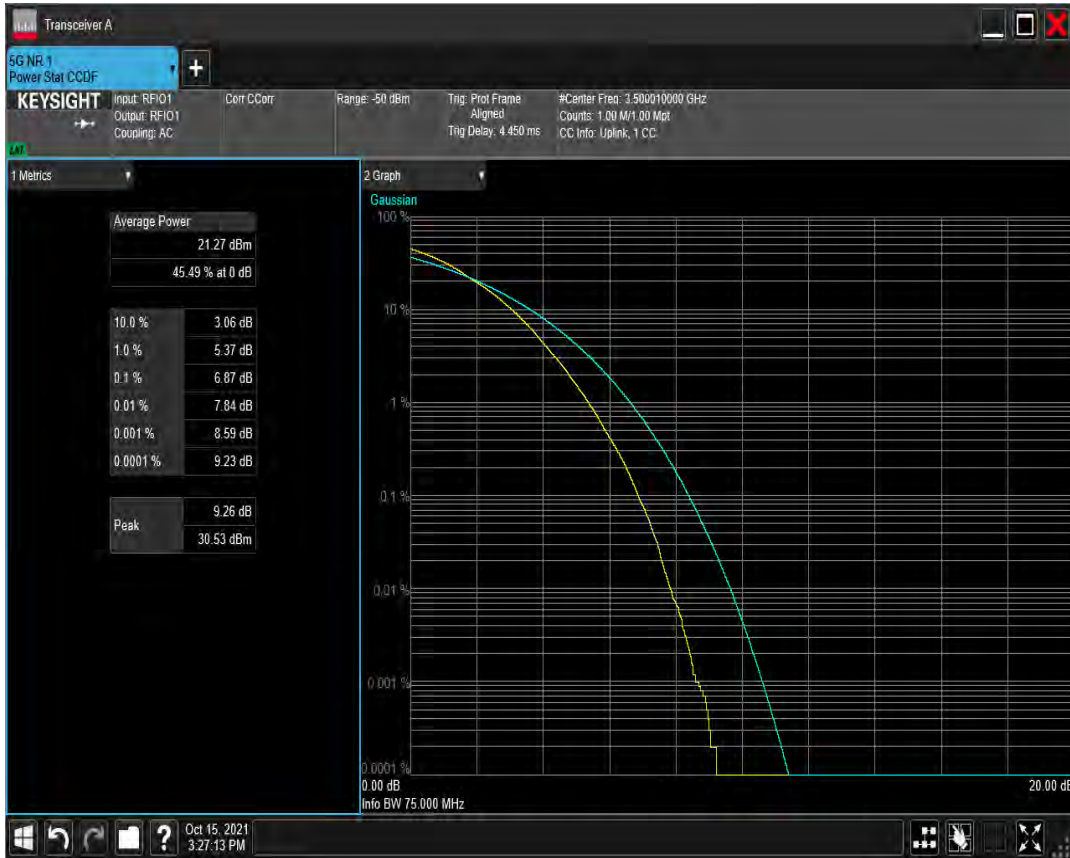 Transceiver A
5G NR 1
Power Stat CCDF
+
KEYSIGHT
Input: RFIO1
Output: RFIO1
Coupling: AC
Corr CCorr
Range: -50 dBm
Trig: Prot Frame
Aligned
Trig Delay: 4.450 ms
#Center Freq: 3.500010000 GHz
Counts: 1.00 M/1.00 Mpt
CC Info: Uplink, 1 CC
1 Metrics
Average Power
21.27 dBm
45.49 % at 0 dB
10.0 % 3.06 dB
1.0 % 5.37 dB
0.1 % 6.87 dB
0.01 % 7.84 dB
0.001 % 8.59 dB
0.0001 % 9.23 dB
Peak
9.26 dB
30.53 dBm
2 Graph
Gaussian
100 %
10 %
1 %
0.1 %
0.01 %
0.001 %
0.0001 %
0.00 dB 20.00 dB
Info BW 75.000 MHz
?
Oct 15, 2021
3:27:13 PM